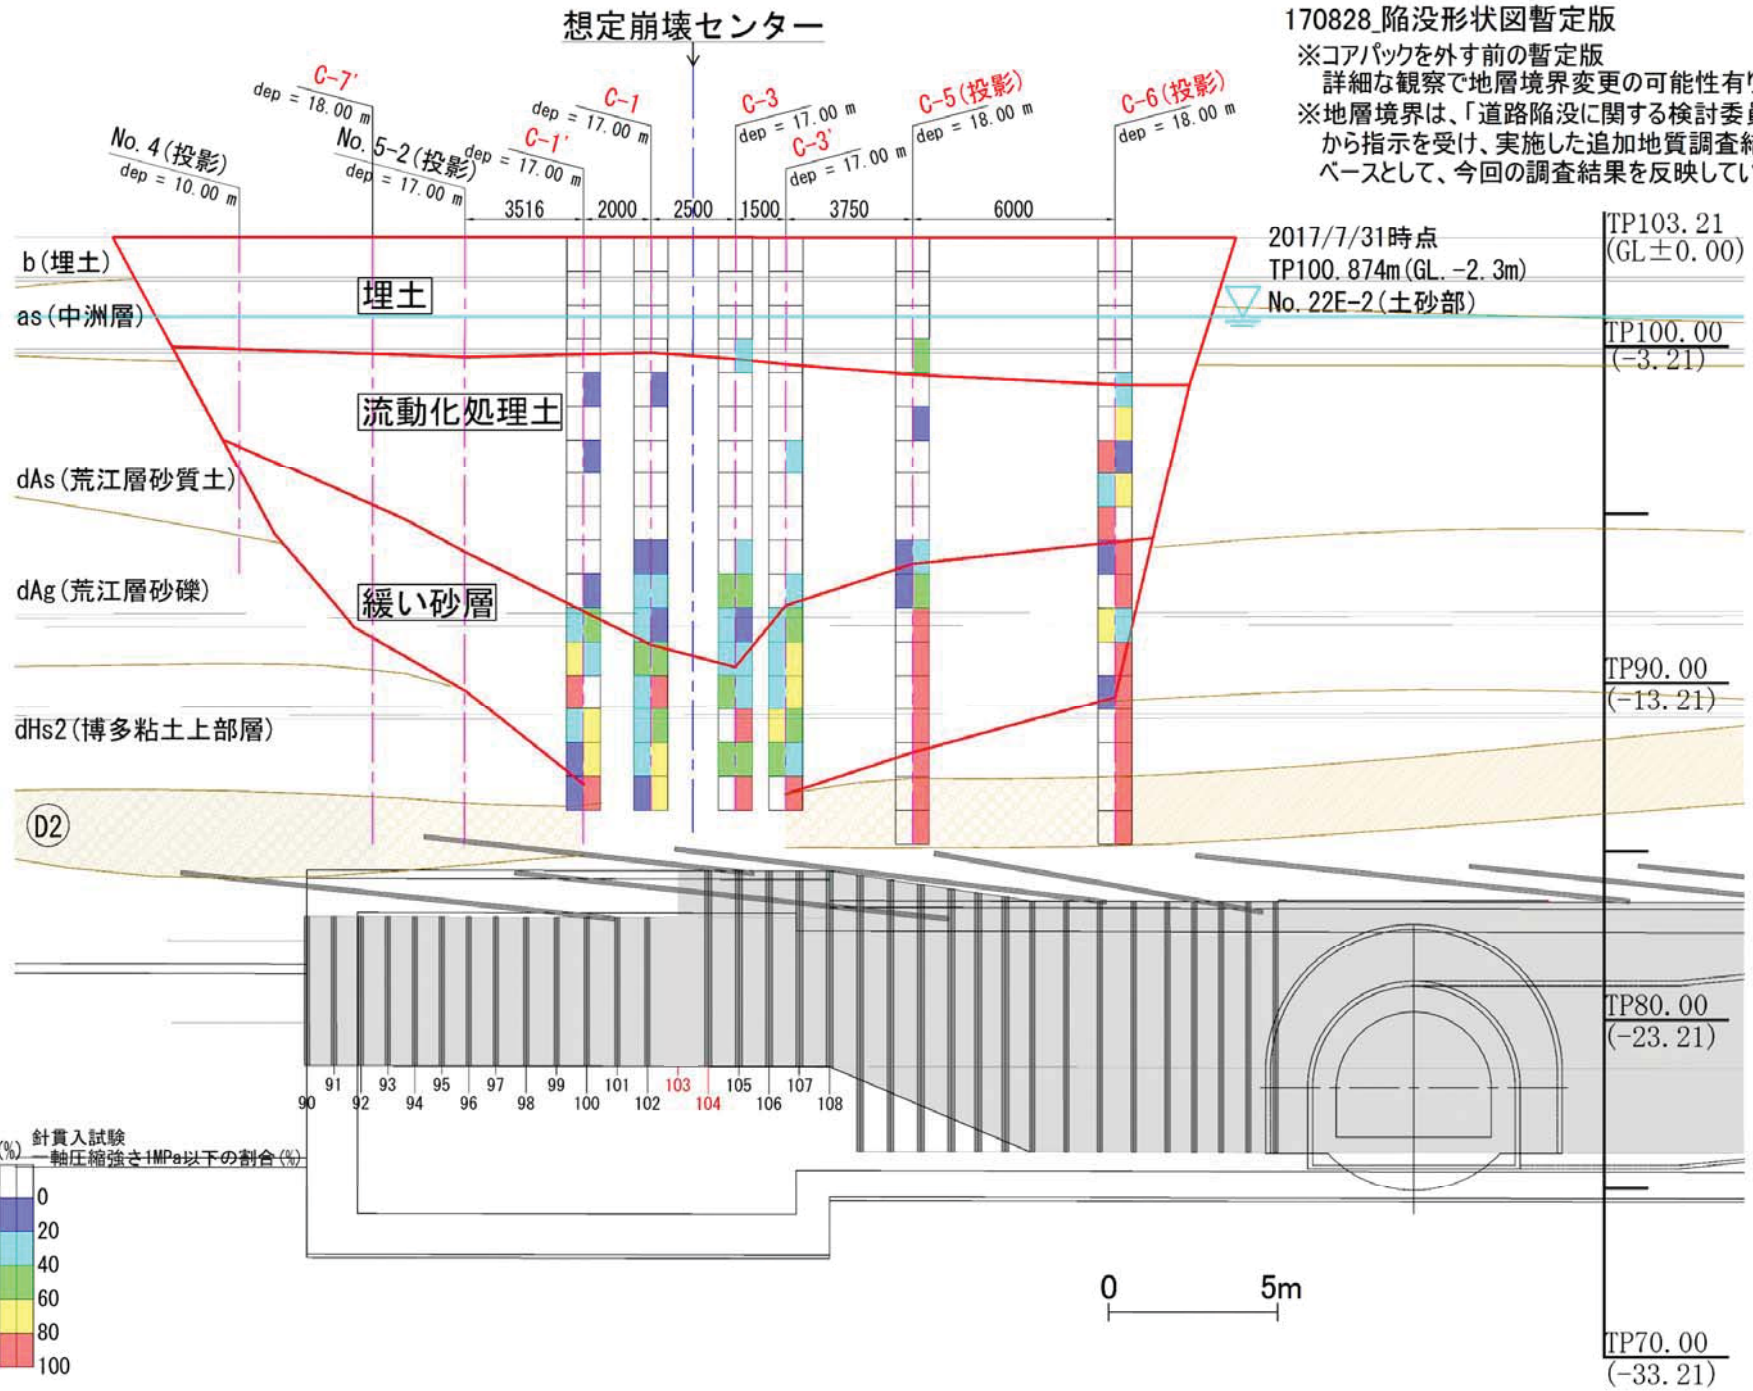 想定崩壊センター
170828_陥没形状図暫定版
※コアパックを外す前の暫定版
詳細な観察で地層境界変更の可能性有り
※地層境界は、「道路陥没に関する検討委員
から指示を受け、実施した追加地質調査結
ベースとして、今回の調査結果を反映してい
C-7'
dep = 18.00 m
C-1
dep = 17.00 m
C-3
dep = 17.00 m
C-5(投影)
dep = 18.00 m
C-6(投影)
dep = 18.00 m
No.4(投影)
dep = 10.00 m
No.5-2(投影)
dep = 17.00 m
C-1'
dep = 17.00 m
C-3'
dep = 17.00 m
3516 2000 2500 1500 3750 6000
2017/7/31時点
TP100.874m(GL.-2.3m)
No.22E-2(土砂部)
TP103.21
(GL±0.00)
b(埋土)
埋土
as(中洲層)
TP100.00
(-3.21)
流動化処理土
dAs(荒江層砂質土)
dAg(荒江層砂礫)
緩い砂層
TP90.00
(-13.21)
dHs2(博多粘土上部層)
D2
TP80.00
(-23.21)
91 93 95 97 99 101 103 105 107
90 92 94 96 98 100 102 104 106 108
(%) 針貫入試験
一軸圧縮強さ1MPa以下の割合(%)
0
20
40
60
80
100
0 5m
TP70.00
(-33.21)